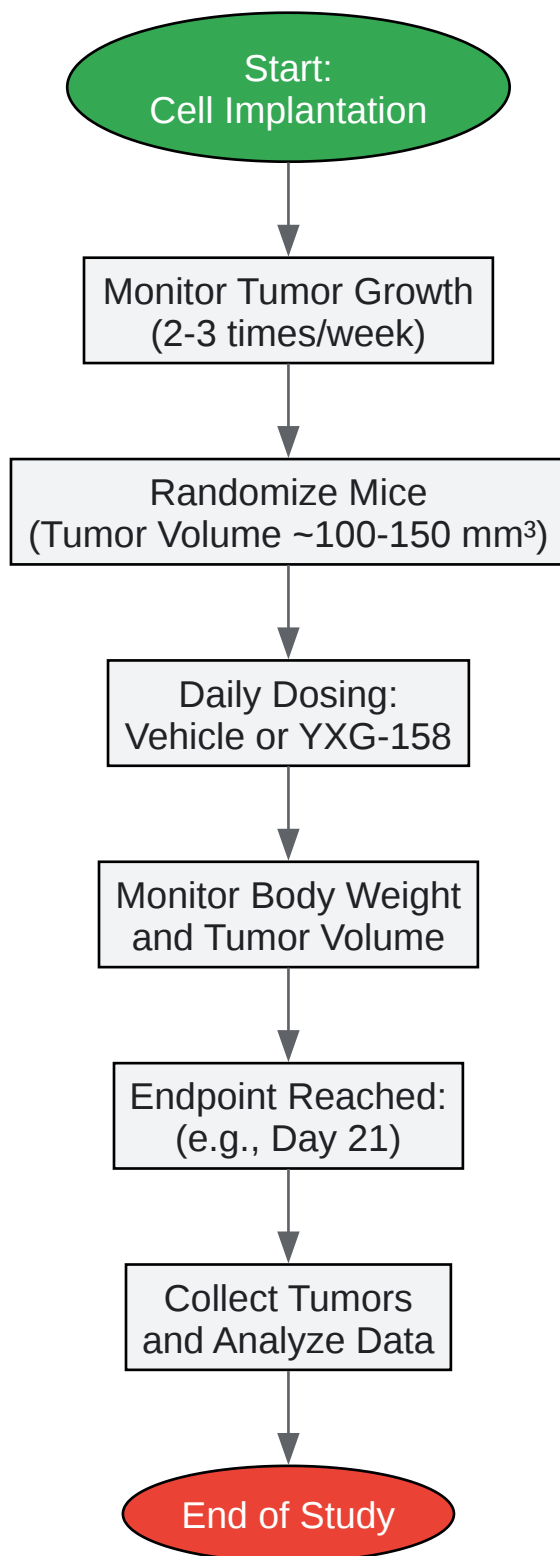 Start:
Cell Implantation
Monitor Tumor Growth
(2-3 times/week)
Randomize Mice
(Tumor Volume ~100-150 mm³)
Daily Dosing:
Vehicle or YXG-158
Monitor Body Weight
and Tumor Volume
Endpoint Reached:
(e.g., Day 21)
Collect Tumors
and Analyze Data
End of Study